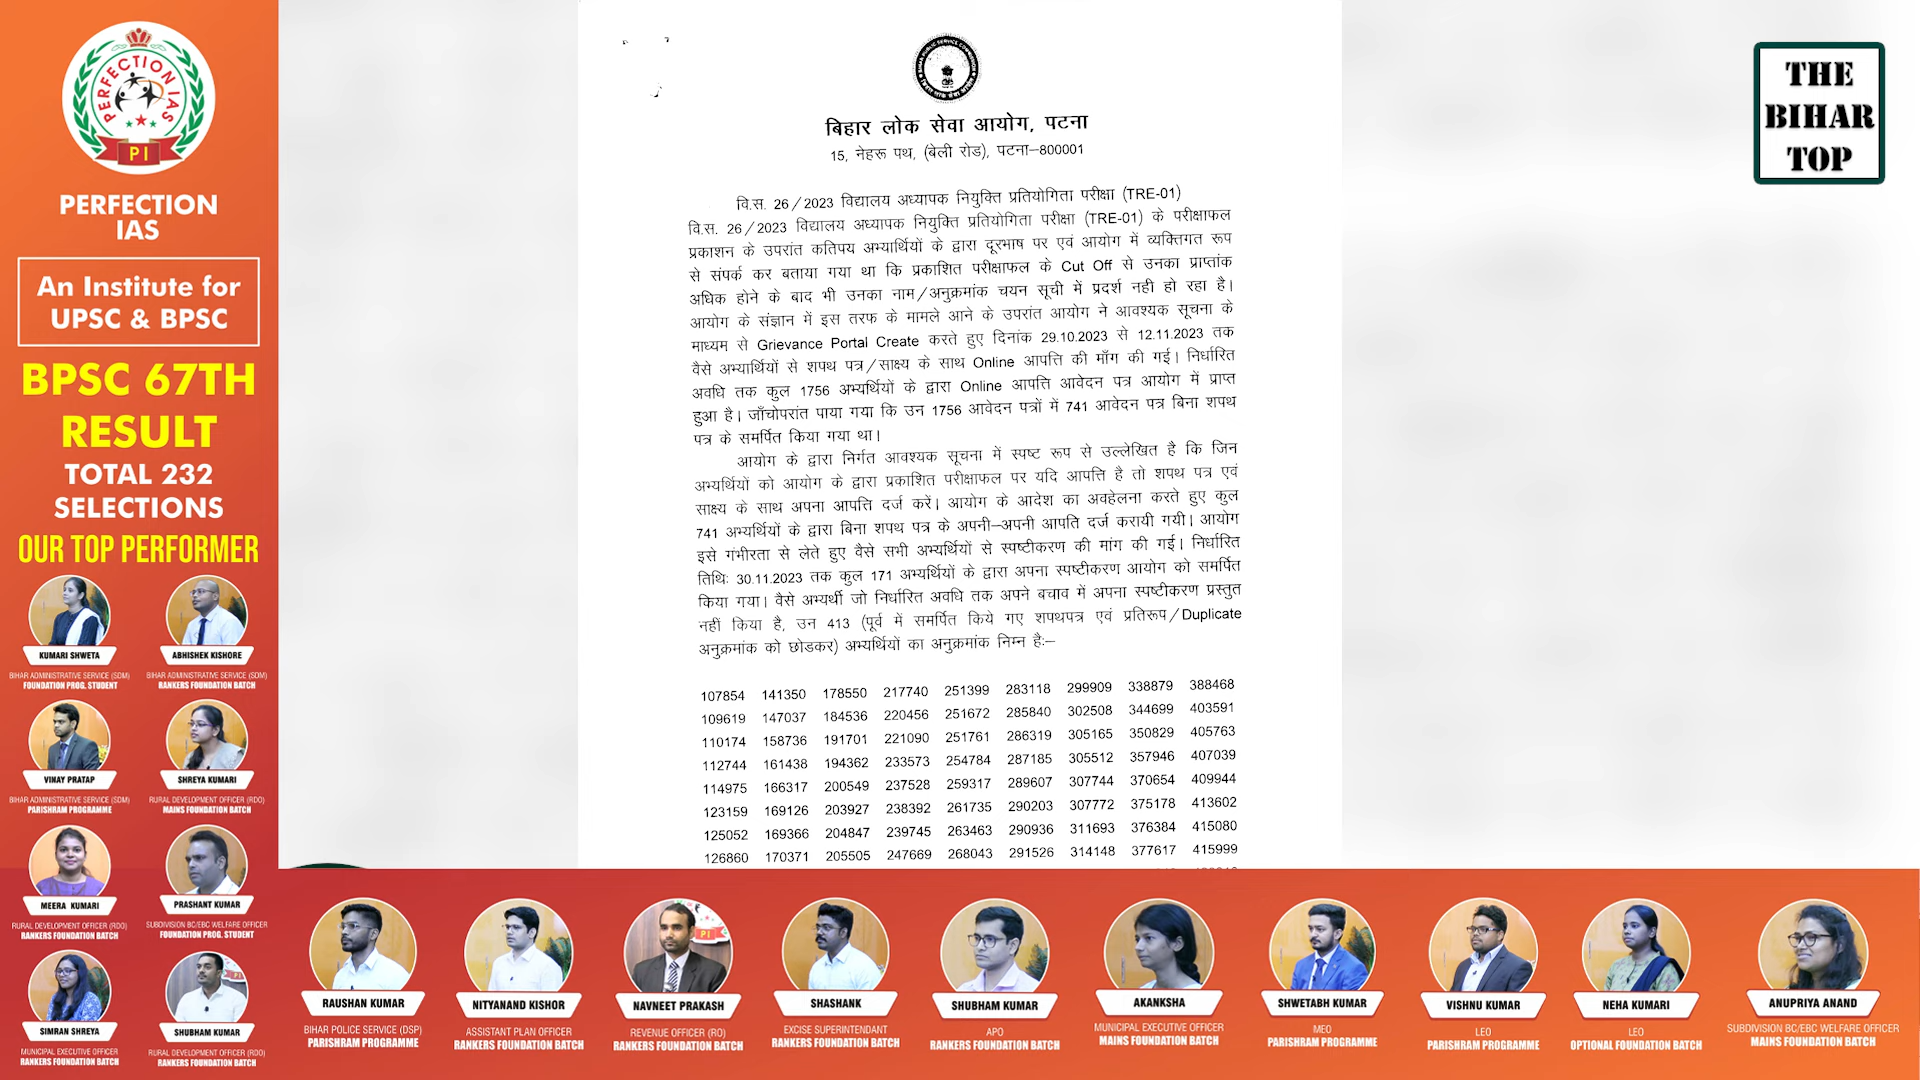 PERFECTION IAS
PI
PERFECTION
IAS
An Institute for
UPSC & BPSC
BPSC 67TH
RESULT
TOTAL 232
SELECTIONS
OUR TOP PERFORMER
KUMARI SHWETA
BIHAR ADMINISTRATIVE SERVICE (SDM)
FOUNDATION PROG. STUDENT
ABHISHEK KISHORE
BIHAR ADMINISTRATIVE SERVICE (SDM)
RANKERS FOUNDATION BATCH
VINAY PRATAP
BIHAR ADMINISTRATIVE SERVICE (SDM)
PARISHRAM PROGRAMME
SHREYA KUMARI
RURAL DEVELOPMENT OFFICER (RDO)
MAINS FOUNDATION BATCH
MEERA KUMARI
RURAL DEVELOPMENT OFFICER (RDO)
RANKERS FOUNDATION BATCH
PRASHANT KUMAR
SUBDIVISION BC/EBC WELFARE OFFICER
FOUNDATION PROG. STUDENT
SIMRAN SHREYA
MUNICIPAL EXECUTIVE OFFICER
RANKERS FOUNDATION BATCH
SHUBHAM KUMAR
RURAL DEVELOPMENT OFFICER (RDO)
RANKERS FOUNDATION BATCH
बिहार लोक सेवा आयोग, पटना
15, नेहरू पथ, (बेली रोड), पटना–800001
वि.स. 26/2023 विद्यालय अध्यापक नियुक्ति प्रतियोगिता परीक्षा (TRE-01)
वि.स. 26/2023 विद्यालय अध्यापक नियुक्ति प्रतियोगिता परीक्षा (TRE-01) के परीक्षाफल
प्रकाशन के उपरांत कतिपय अभ्यार्थियों के द्वारा दूरभाष पर एवं आयोग में व्यक्तिगत रूप
से संपर्क कर बताया गया था कि प्रकाशित परीक्षाफल के Cut Off से उनका प्राप्तांक
अधिक होने के बाद भी उनका नाम/अनुक्रमांक चयन सूची में प्रदर्श नही हो रहा है।
आयोग के संज्ञान में इस तरफ के मामले आने के उपरांत आयोग ने आवश्यक सूचना के
माध्यम से Grievance Portal Create करते हुए दिनांक 29.10.2023 से 12.11.2023 तक
वैसे अभ्यार्थियों से शपथ पत्र/साक्ष्य के साथ Online आपत्ति की माँग की गई। निर्धारित
अवधि तक कुल 1756 अभ्यर्थियों के द्वारा Online आपत्ति आवेदन पत्र आयोग में प्राप्त
हुआ है। जाँचोपरांत पाया गया कि उन 1756 आवेदन पत्रों में 741 आवेदन पत्र बिना शपथ
पत्र के समर्पित किया गया था।
आयोग के द्वारा निर्गत आवश्यक सूचना में स्पष्ट रूप से उल्लेखित है कि जिन
अभ्यर्थियों को आयोग के द्वारा प्रकाशित परीक्षाफल पर यदि आपत्ति है तो शपथ पत्र एवं
साक्ष्य के साथ अपना आपत्ति दर्ज करें। आयोग के आदेश का अवहेलना करते हुए कुल
741 अभ्यर्थियों के द्वारा बिना शपथ पत्र के अपनी–अपनी आपति दर्ज करायी गयी। आयोग
इसे गंभीरता से लेते हुए वैसे सभी अभ्यर्थियों से स्पष्टीकरण की मांग की गई। निर्धारित
तिथिः 30.11.2023 तक कुल 171 अभ्यर्थियों के द्वारा अपना स्पष्टीकरण आयोग को समर्पित
किया गया। वैसे अभ्यर्थी जो निर्धारित अवधि तक अपने बचाव में अपना स्पष्टीकरण प्रस्तुत
नहीं किया है, उन 413 (पूर्व में समर्पित किये गए शपथपत्र एवं प्रतिरूप/Duplicate
अनुक्रमांक को छोडकर) अभ्यर्थियों का अनुक्रमांक निम्न है:–
107854 141350 178550 217740 251399 283118 299909 338879 388468
109619 147037 184536 220456 251672 285840 302508 344699 403591
110174 158736 191701 221090 251761 286319 305165 350829 405763
112744 161438 194362 233573 254784 287185 305512 357946 407039
114975 166317 200549 237528 259317 289607 307744 370654 409944
123159 169126 203927 238392 261735 290203 307772 375178 413602
125052 169366 204847 239745 263463 290936 311693 376384 415080
126860 170371 205505 247669 268043 291526 314148 377617 415999
THE
BIHAR
TOP
RAUSHAN KUMAR
BIHAR POLICE SERVICE (DSP)
PARISHRAM PROGRAMME
NITYANAND KISHOR
ASSISTANT PLAN OFFICER
RANKERS FOUNDATION BATCH
NAVNEET PRAKASH
REVENUE OFFICER (RO)
RANKERS FOUNDATION BATCH
SHASHANK
EXCISE SUPERINTENDANT
RANKERS FOUNDATION BATCH
SHUBHAM KUMAR
APO
RANKERS FOUNDATION BATCH
AKANKSHA
MUNICIPAL EXECUTIVE OFFICER
MAINS FOUNDATION BATCH
SHWETABH KUMAR
MEO
PARISHRAM PROGRAMME
VISHNU KUMAR
LEO
PARISHRAM PROGRAMME
NEHA KUMARI
LEO
OPTIONAL FOUNDATION BATCH
ANUPRIYA ANAND
SUBDIVISION BC/EBC WELFARE OFFICER
MAINS FOUNDATION BATCH